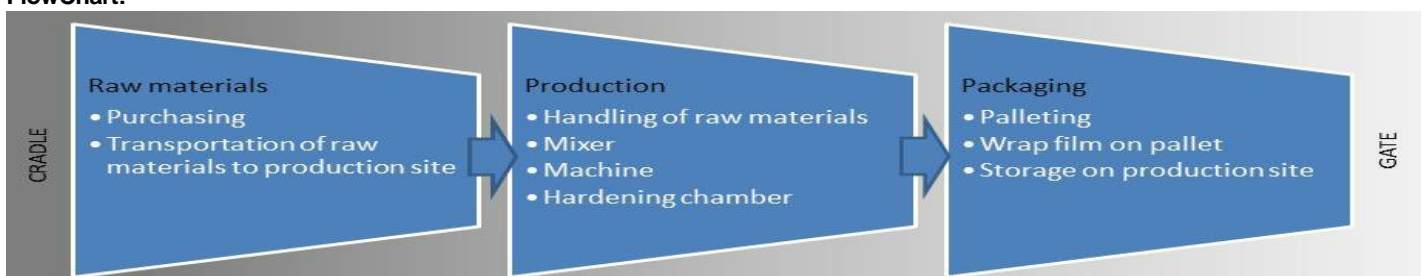 FlowChart:
CRADLE
Raw materials
• Purchasing
• Transportation of raw
materials to production site
Production
• Handling of raw materials
• Mixer
• Machine
• Hardening chamber
Packaging
• Palleting
• Wrap film on pallet
• Storage on production site
GATE